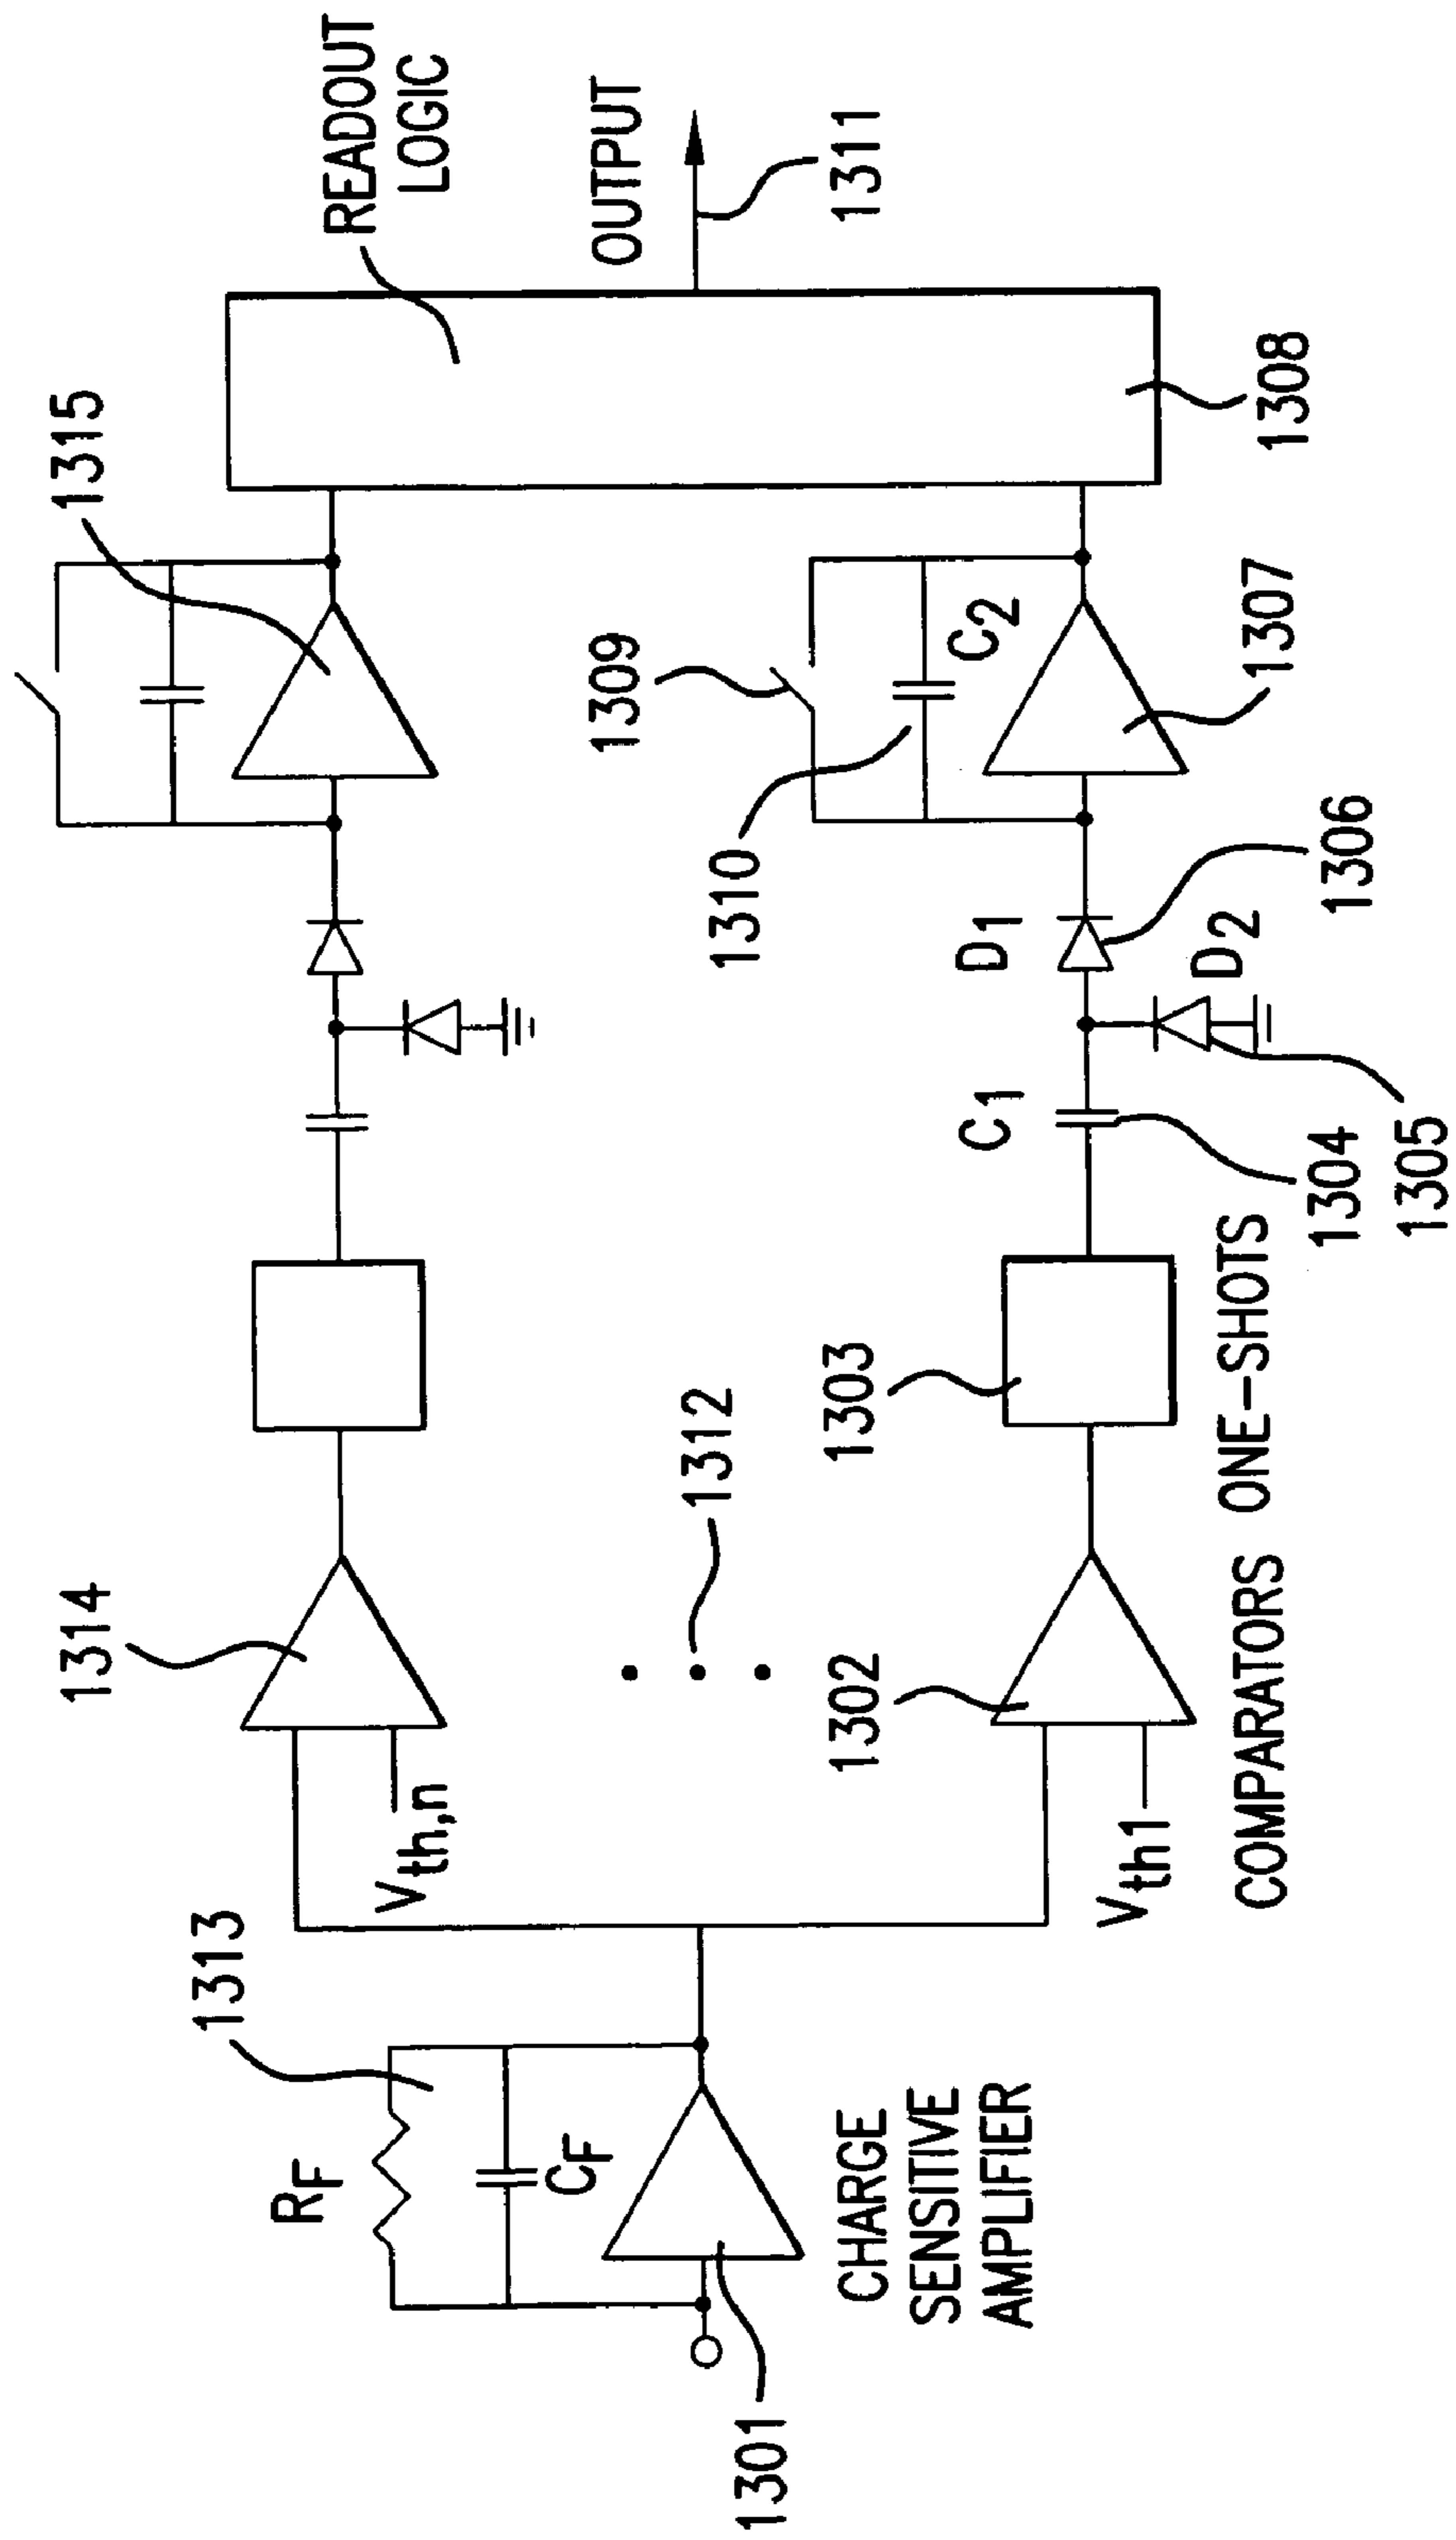 1315
READOUT
LOGIC
1314
1313
RF
CF
Vth,n
1312
OUTPUT
1311
1309
1310
C2
1301
CHARGE
SENSITIVE
AMPLIFIER
1302
1303
C1
D1
1307
1308
Vth1
D2
1304
1306
1305
COMPARATORS
ONE-SHOTS